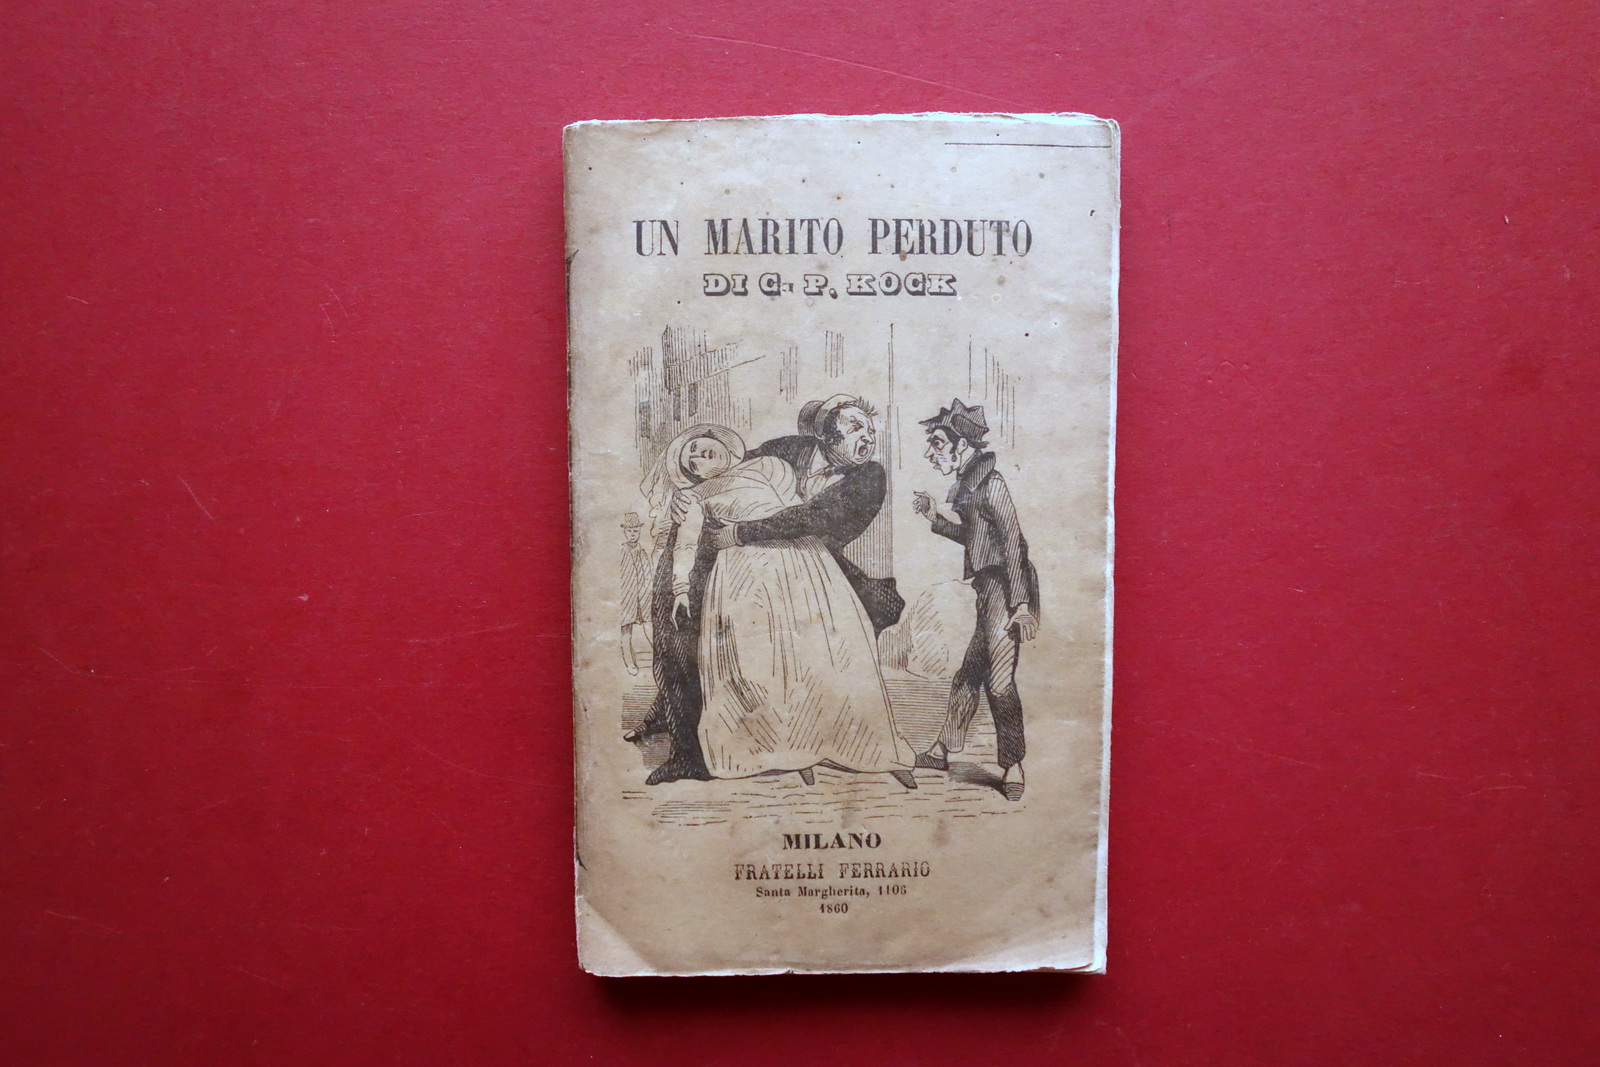 UN MARITO PERDUTO
DI C. P. KOCK
MILANO
FRATELLI FERRARIO
Santa Margherita, 1106
1860